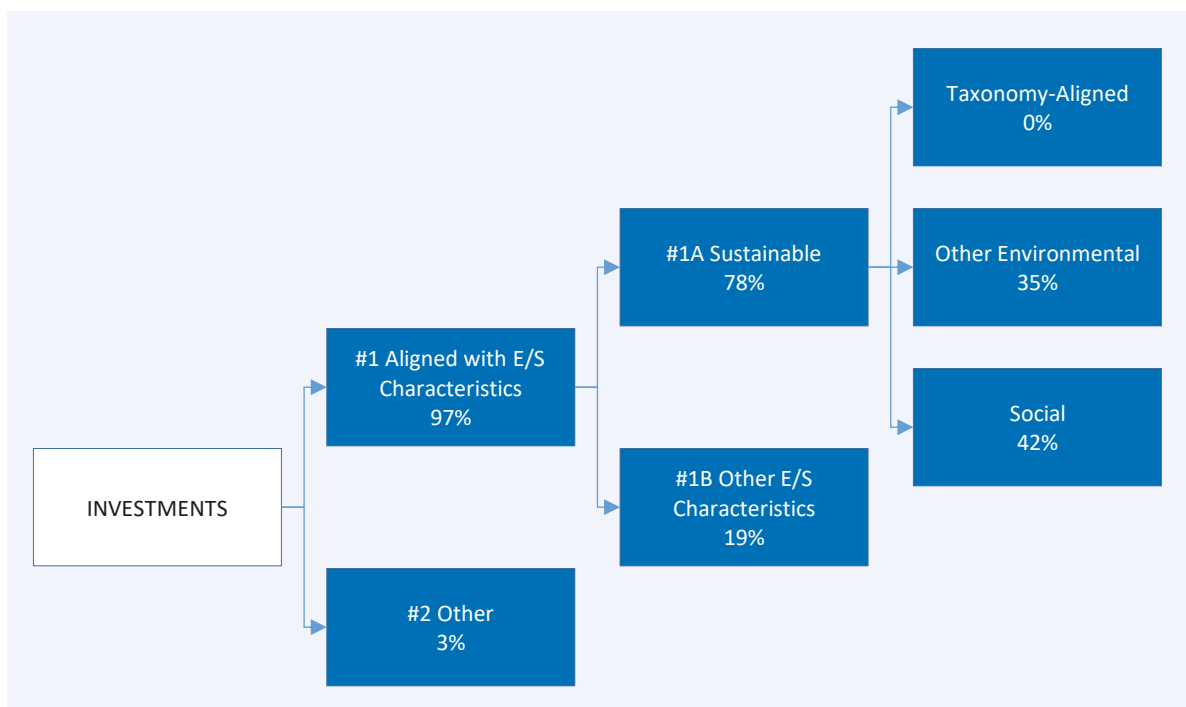 INVESTMENTS
#1 Aligned with E/S
Characteristics
97%
#2 Other
3%
#1A Sustainable
78%
#1B Other E/S
Characteristics
19%
Taxonomy-Aligned
0%
Other Environmental
35%
Social
42%